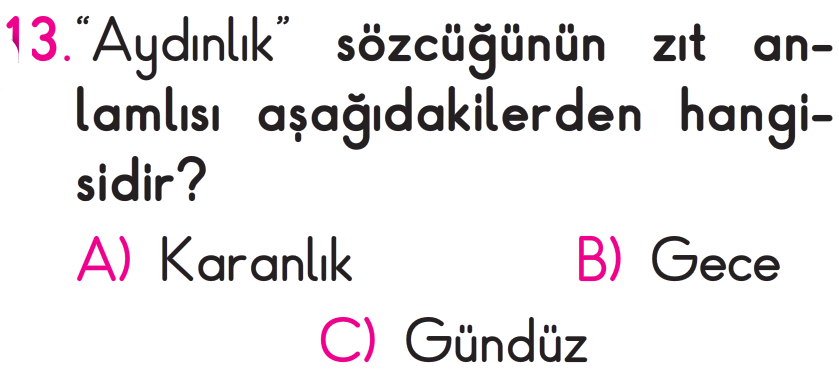 13. “Aydınlık” sözcüğünün zıt an-
lamlısı aşağıdakilerden hangi-
sidir?
A) Karanlık B) Gece
C) Gündüz